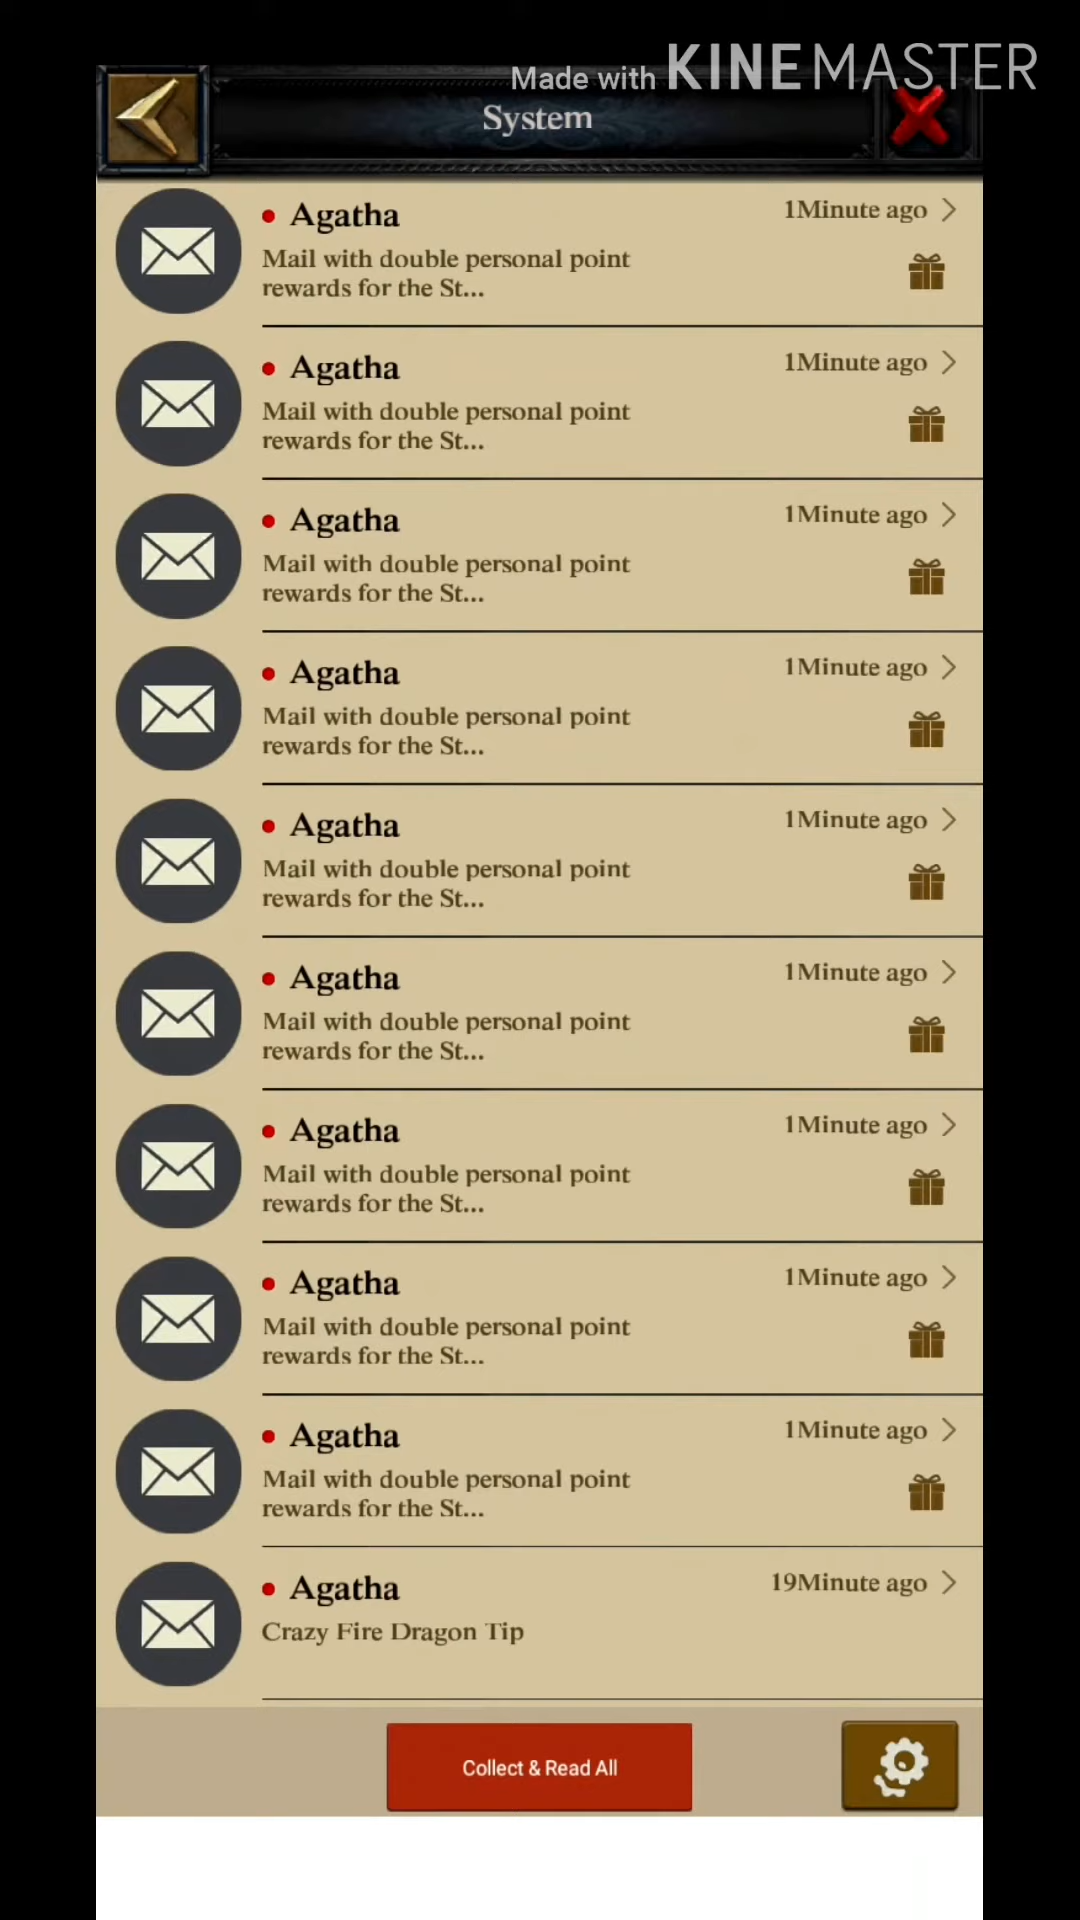 Made with KINEMASTER
System
Agatha
1Minute ago
Mail with double personal point
rewards for the St...
Agatha
1Minute ago
Mail with double personal point
rewards for the St...
Agatha
1Minute ago
Mail with double personal point
rewards for the St...
Agatha
1Minute ago
Mail with double personal point
rewards for the St...
Agatha
1Minute ago
Mail with double personal point
rewards for the St...
Agatha
1Minute ago
Mail with double personal point
rewards for the St...
Agatha
1Minute ago
Mail with double personal point
rewards for the St...
Agatha
1Minute ago
Mail with double personal point
rewards for the St...
Agatha
1Minute ago
Mail with double personal point
rewards for the St...
Agatha
19Minute ago
Crazy Fire Dragon Tip
Collect & Read All